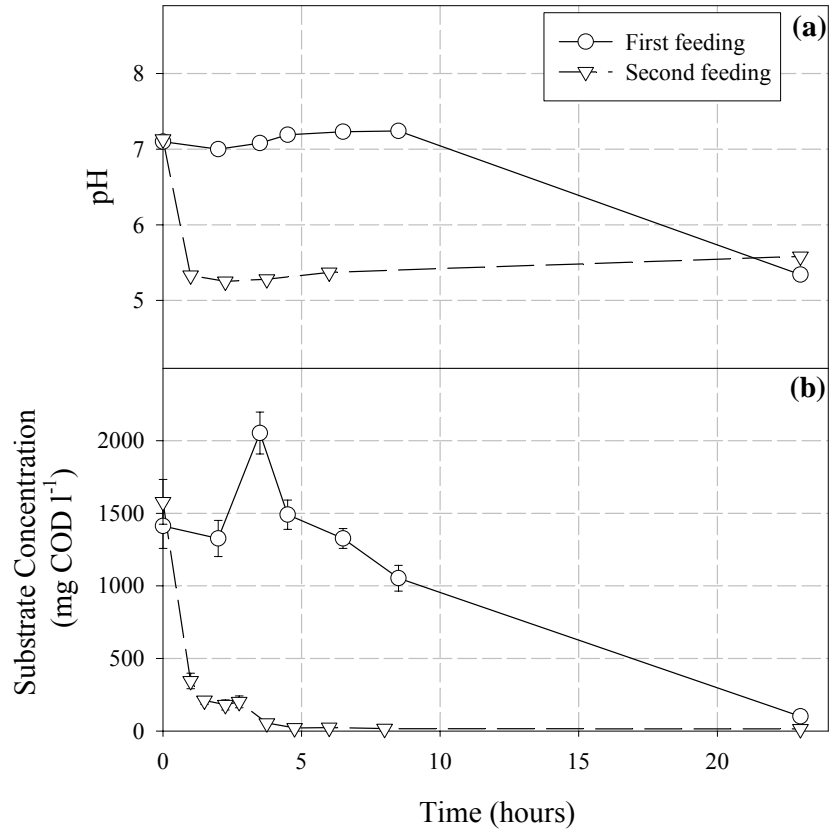 (a)
First feeding
Second feeding
8
7
6
5
pH
(b)
2000
1500
1000
500
0
Substrate Concentration
(mg COD l⁻¹)
0 5 10 15 20
Time (hours)